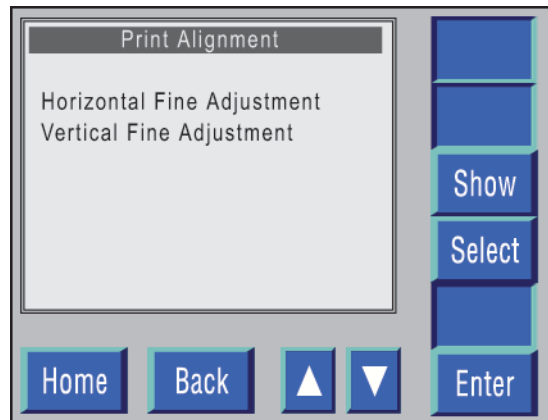 Print Alignment
Horizontal Fine Adjustment
Vertical Fine Adjustment
Show
Select
Home
Back
Enter